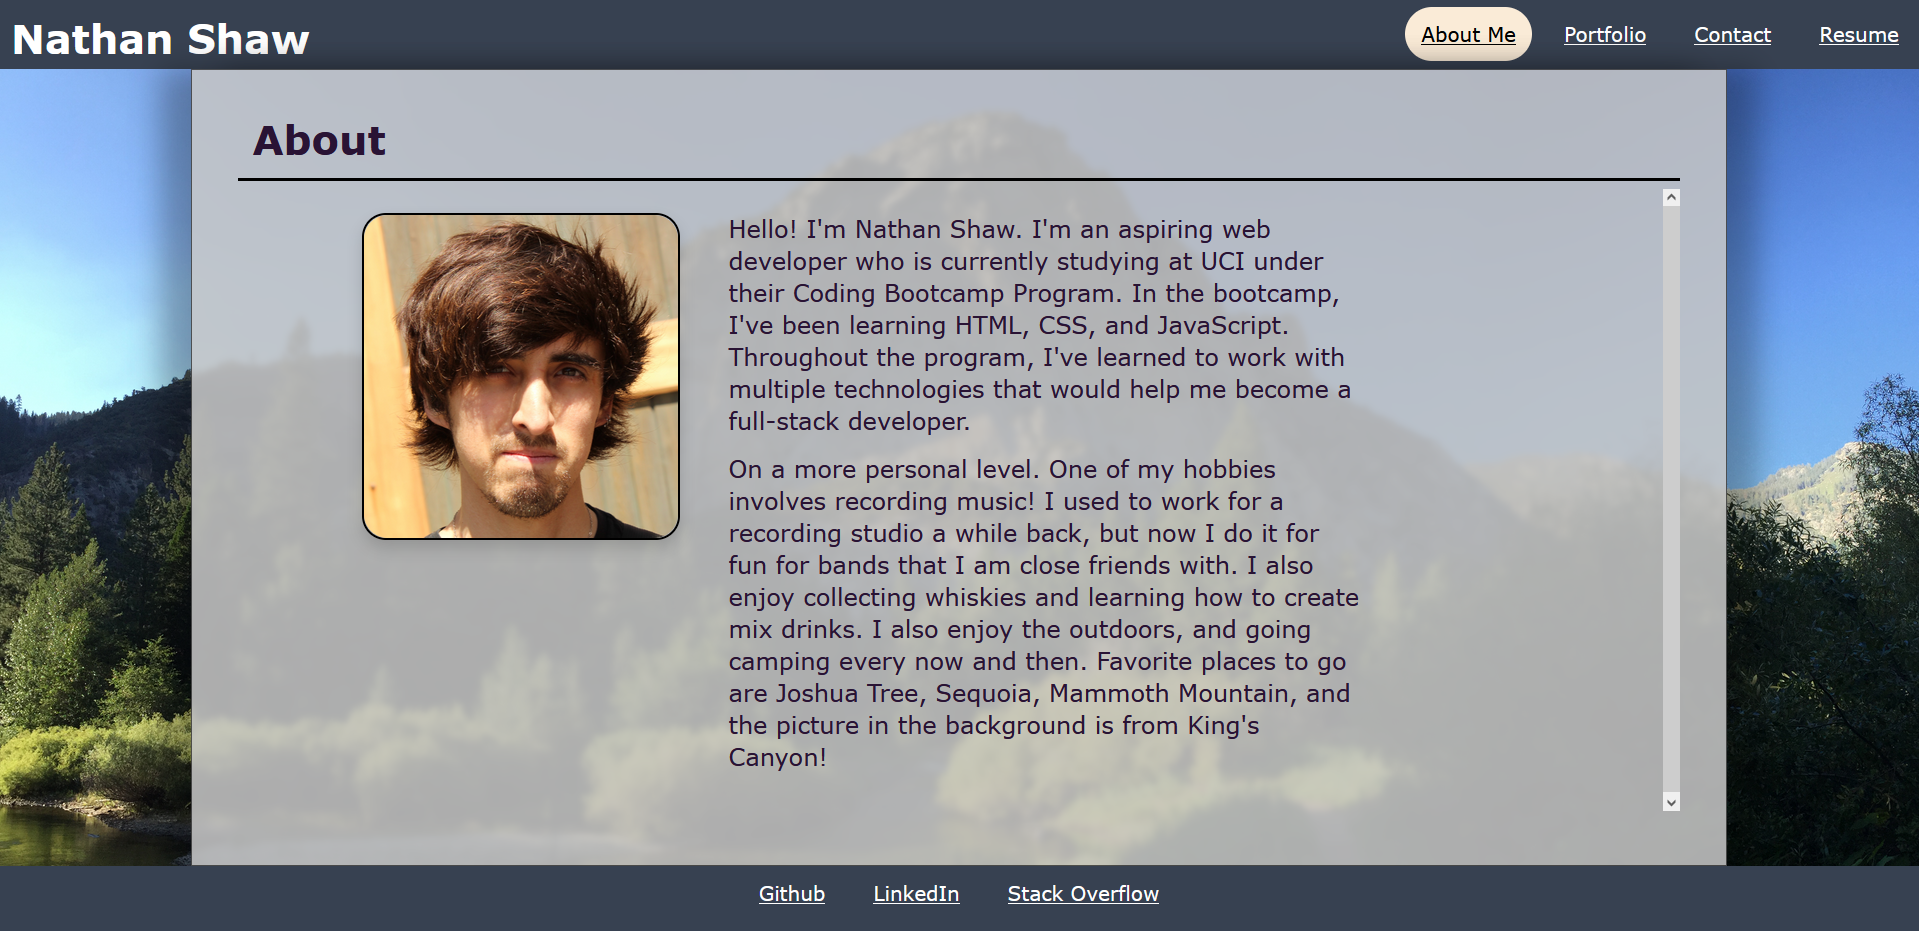 Nathan Shaw
About Me
Portfolio
Contact
Resume
About
Hello! I'm Nathan Shaw. I'm an aspiring web
developer who is currently studying at UCI under
their Coding Bootcamp Program. In the bootcamp,
I've been learning HTML, CSS, and JavaScript.
Throughout the program, I've learned to work with
multiple technologies that would help me become a
full-stack developer.
On a more personal level. One of my hobbies
involves recording music! I used to work for a
recording studio a while back, but now I do it for
fun for bands that I am close friends with. I also
enjoy collecting whiskies and learning how to create
mix drinks. I also enjoy the outdoors, and going
camping every now and then. Favorite places to go
are Joshua Tree, Sequoia, Mammoth Mountain, and
the picture in the background is from King's
Canyon!
Github
LinkedIn
Stack Overflow